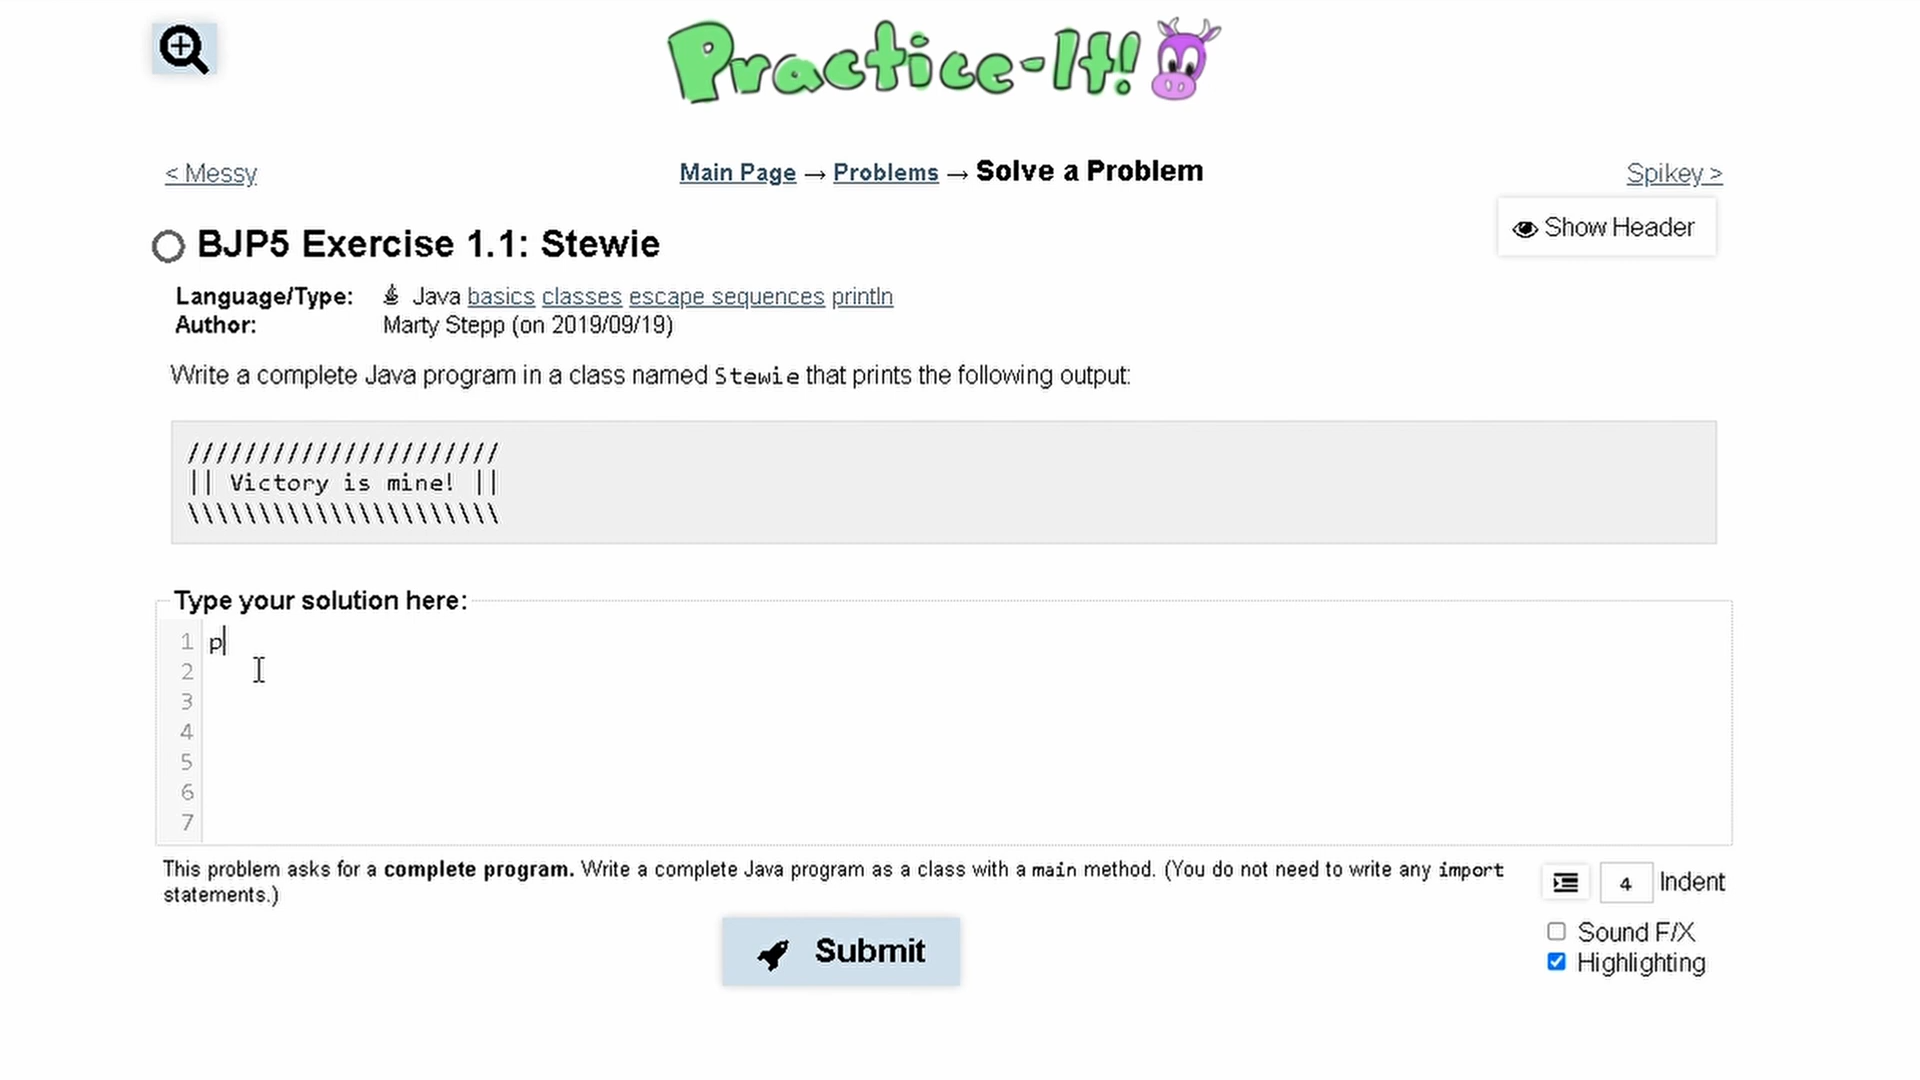 Practice-It!
< Messy
Main Page → Problems → Solve a Problem
Spikey >
Show Header
BJP5 Exercise 1.1: Stewie
Language/Type: Java basics classes escape sequences println
Author: Marty Stepp (on 2019/09/19)
Write a complete Java program in a class named Stewie that prints the following output:
//////////////////////
|| Victory is mine! ||
\\\\\\\\\\\\\\\\\\\\\\
Type your solution here:
1 p
2
3
4
5
6
7
This problem asks for a complete program. Write a complete Java program as a class with a main method. (You do not need to write any import
statements.)
4 Indent
Submit
Sound F/X
Highlighting